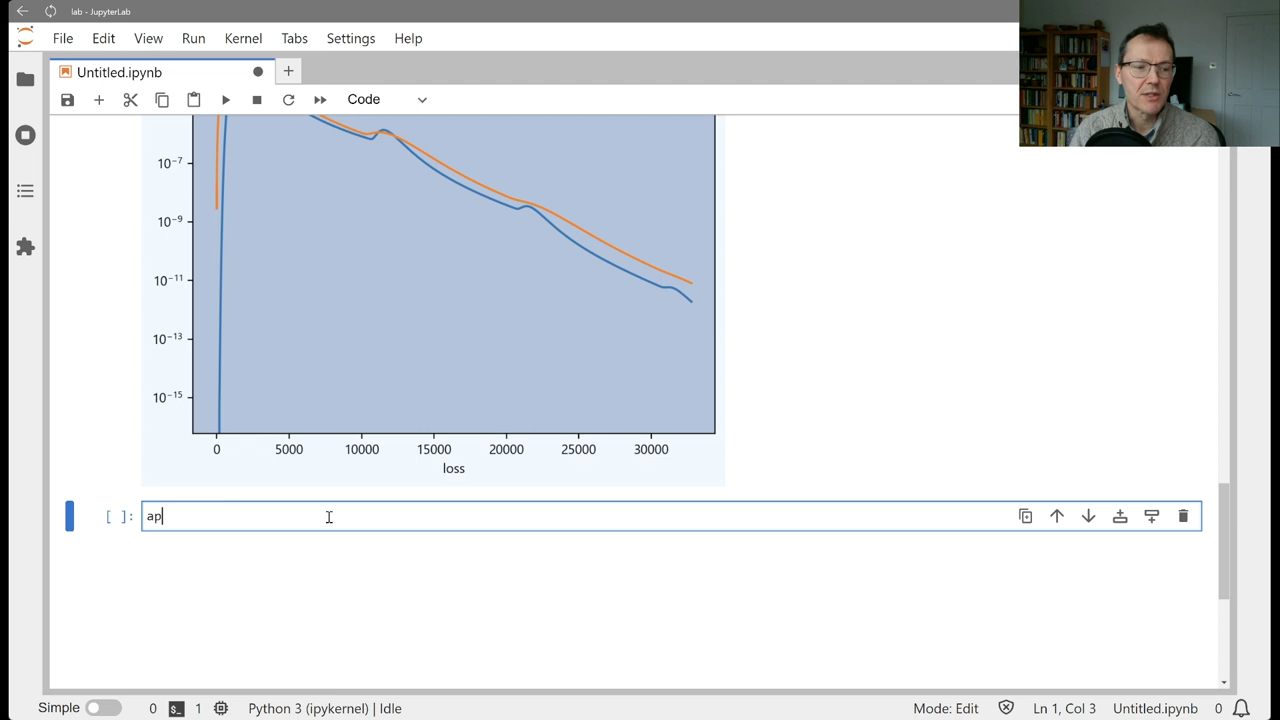 lab - JupyterLab
File Edit View Run Kernel Tabs Settings Help
Untitled.ipynb
Code
10⁻⁷
10⁻⁹
10⁻¹¹
10⁻¹³
10⁻¹⁵
0 5000 10000 15000 20000 25000 30000
loss
[ ]: ap
Simple 0 $_ 1 Python 3 (ipykernel) | Idle Mode: Edit Ln 1, Col 3 Untitled.ipynb 0